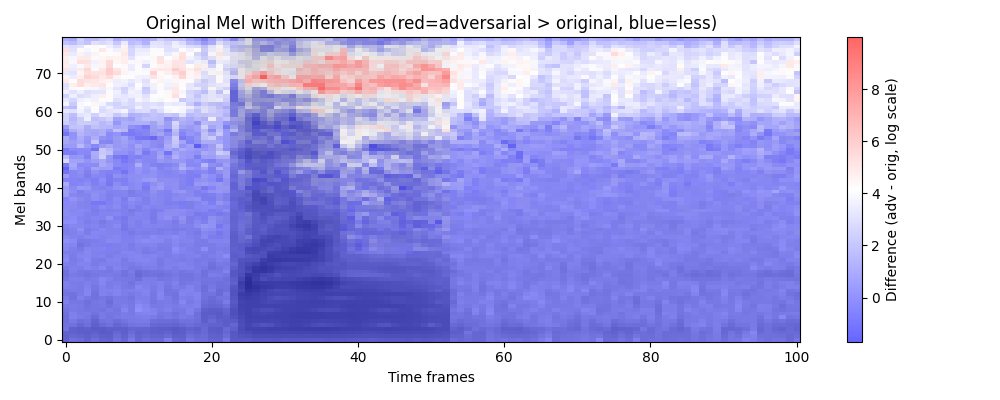 Original Mel with Differences (red=adversarial > original, blue=less)
Mel bands
70
60
50
40
30
20
10
0
0 20 40 60 80 100
Time frames
8
6
4
2
0
Difference (adv - orig, log scale)